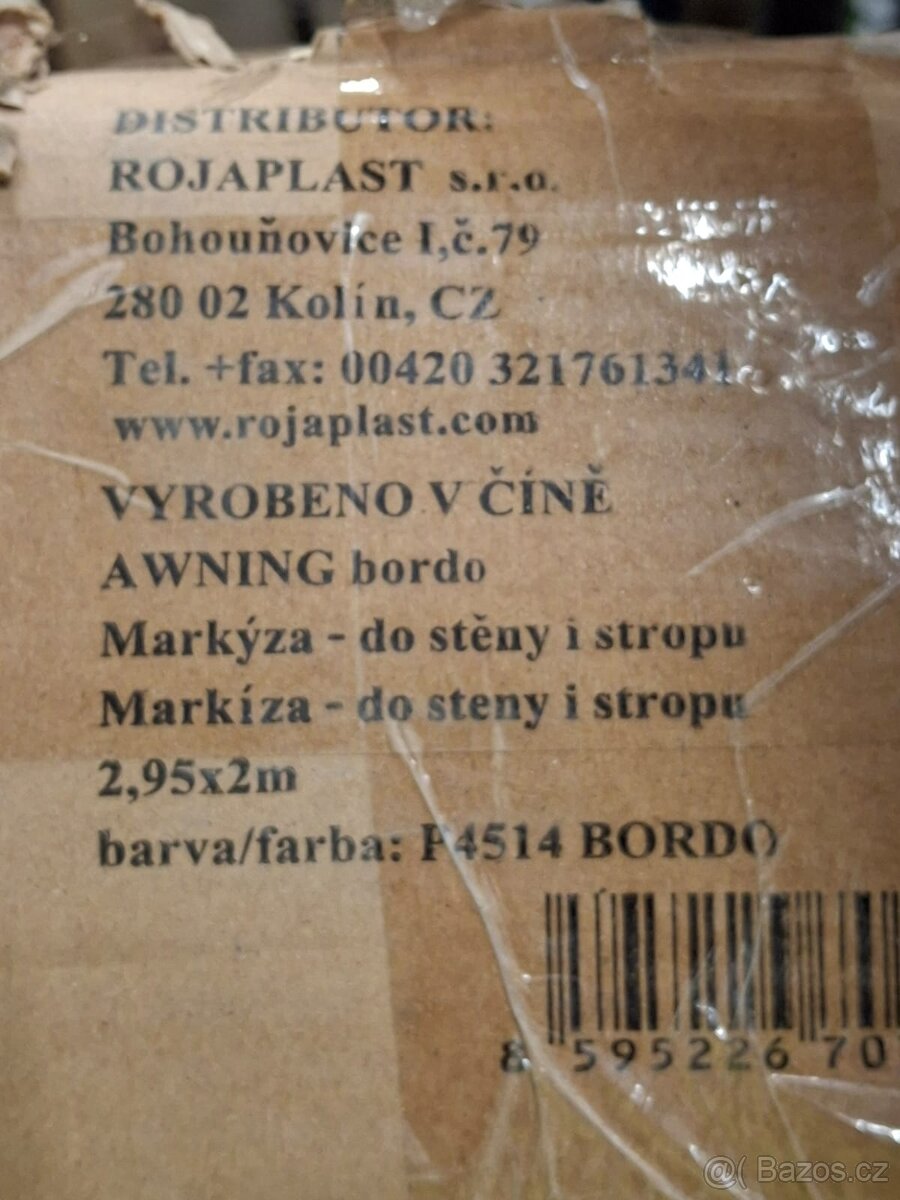 DISTRIBUTOR:
ROJAPLAST s.r.o.
Bohouňovice I,č.79
280 02 Kolín, CZ
Tel. +fax: 00420 321761341
www.rojaplast.com
VYROBENO V ČÍNĚ
AWNING bordo
Markýza - do stěny i stropu
Markíza - do steny i stropu
2,95x2m
barva/farba: P4514 BORDO
8 595226 70
@( Bazos.cz